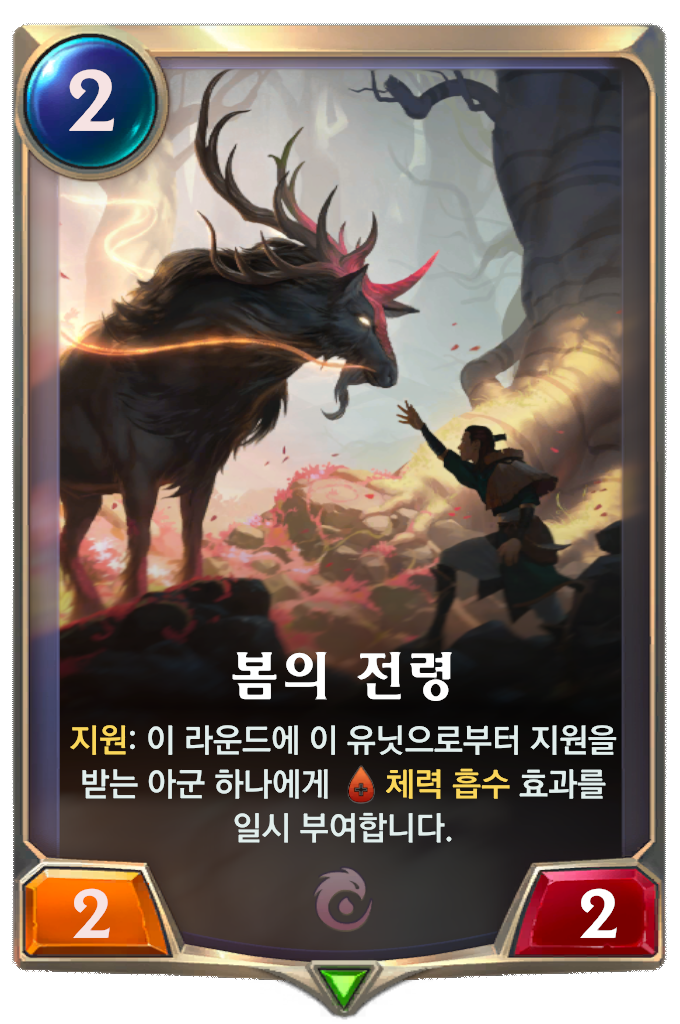 2
봄의 전령
지원: 이 라운드에 이 유닛으로부터 지원을
받는 아군 하나에게 체력 흡수 효과를
일시 부여합니다.
2 2